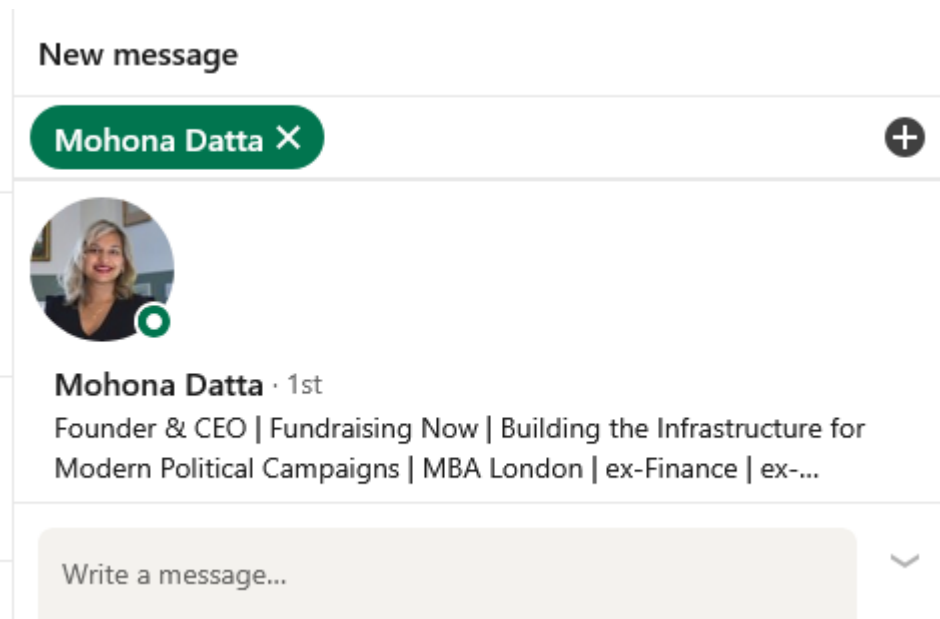 New message
Mohona Datta ✕
Mohona Datta · 1st
Founder & CEO | Fundraising Now | Building the Infrastructure for
Modern Political Campaigns | MBA London | ex-Finance | ex-...
Write a message...